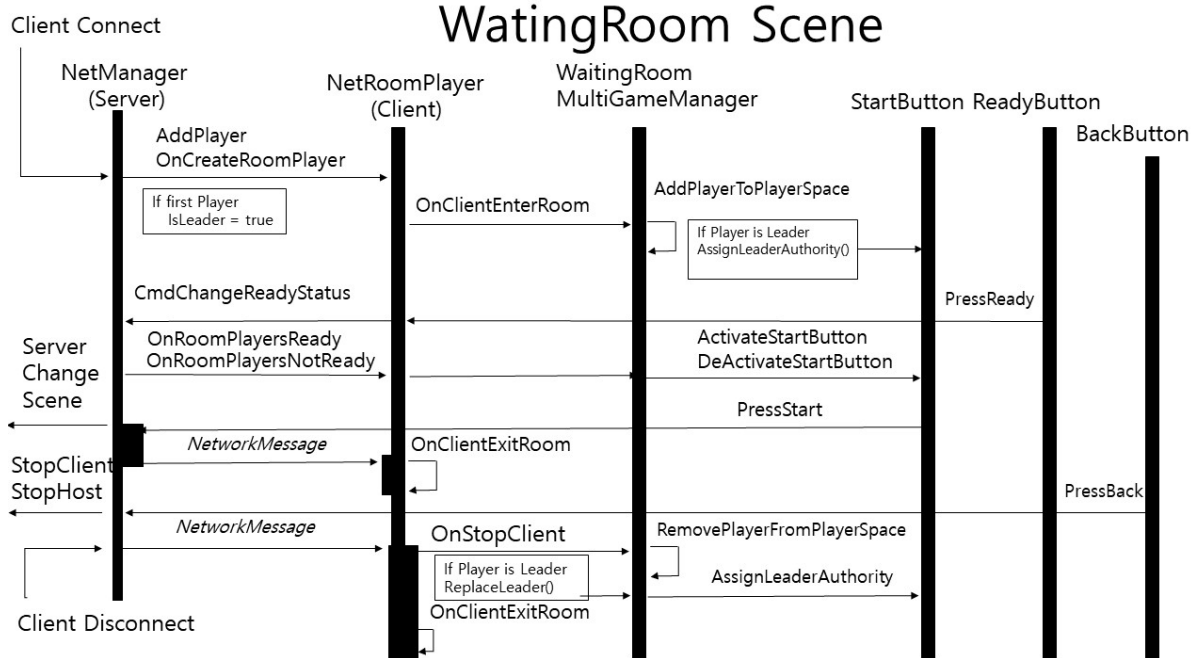 WatingRoom Scene
Client Connect
NetManager
(Server)
NetRoomPlayer
(Client)
WaitingRoom
MultiGameManager
StartButton
ReadyButton
BackButton
AddPlayer
OnCreateRoomPlayer
If first Player
IsLeader = true
OnClientEnterRoom
AddPlayerToPlayerSpace
If Player is Leader
AssignLeaderAuthority()
CmdChangeReadyStatus
PressReady
OnRoomPlayersReady
OnRoomPlayersNotReady
ActivateStartButton
DeActivateStartButton
Server
Change
Scene
PressStart
NetworkMessage
OnClientExitRoom
StopClient
StopHost
PressBack
NetworkMessage
OnStopClient
RemovePlayerFromPlayerSpace
If Player is Leader
ReplaceLeader()
AssignLeaderAuthority
OnClientExitRoom
Client Disconnect